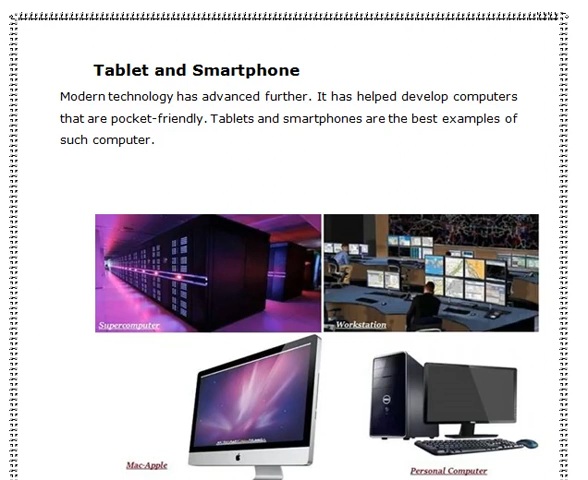 Tablet and Smartphone
Modern technology has advanced further. It has helped develop computers
that are pocket-friendly. Tablets and smartphones are the best examples of
such computer.
Supercomputer
Workstation
Mac-Apple
Personal Computer